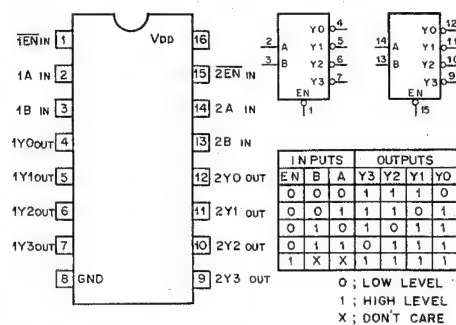 1EN IN 1
1A IN 2
1B IN 3
1Y0 OUT 4
1Y1 OUT 5
1Y2 OUT 6
1Y3 OUT 7
8 GND
VDD 16
15 2EN IN
14 2A IN
13 2B IN
12 2Y0 OUT
11 2Y1 OUT
10 2Y2 OUT
9 2Y3 OUT
2 A Y0 4
3 B Y1 5
Y2 6
Y3 7
EN
1
14 A Y0 12
13 B Y1 11
Y2 10
Y3 9
EN
15
INPUTS OUTPUTS
EN B A Y3 Y2 Y1 Y0
0 0 0 1 1 1 0
0 0 1 1 1 0 1
0 1 0 1 0 1 1
0 1 1 0 1 1 1
1 X X 1 1 1 1
0 ; LOW LEVEL
1 ; HIGH LEVEL
X ; DON'T CARE